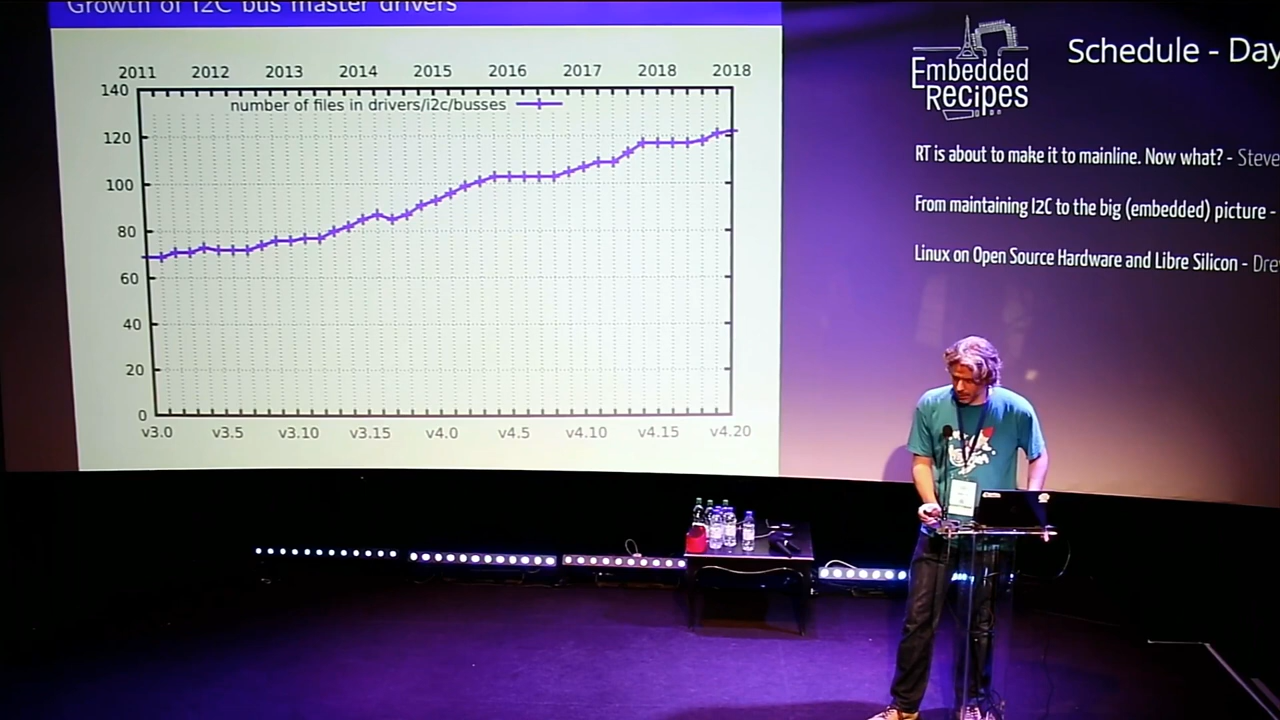 Growth of I2C bus master drivers
2011 2012 2013 2014 2015 2016 2017 2018 2018
number of files in drivers/i2c/busses
140
120
100
80
60
40
20
0
v3.0 v3.5 v3.10 v3.15 v4.0 v4.5 v4.10 v4.15 v4.20
Embedded
Recipes
Schedule - Day
RT is about to make it to mainline. Now what? - Steve
From maintaining I2C to the big (embedded) picture -
Linux on Open Source Hardware and Libre Silicon - Dre